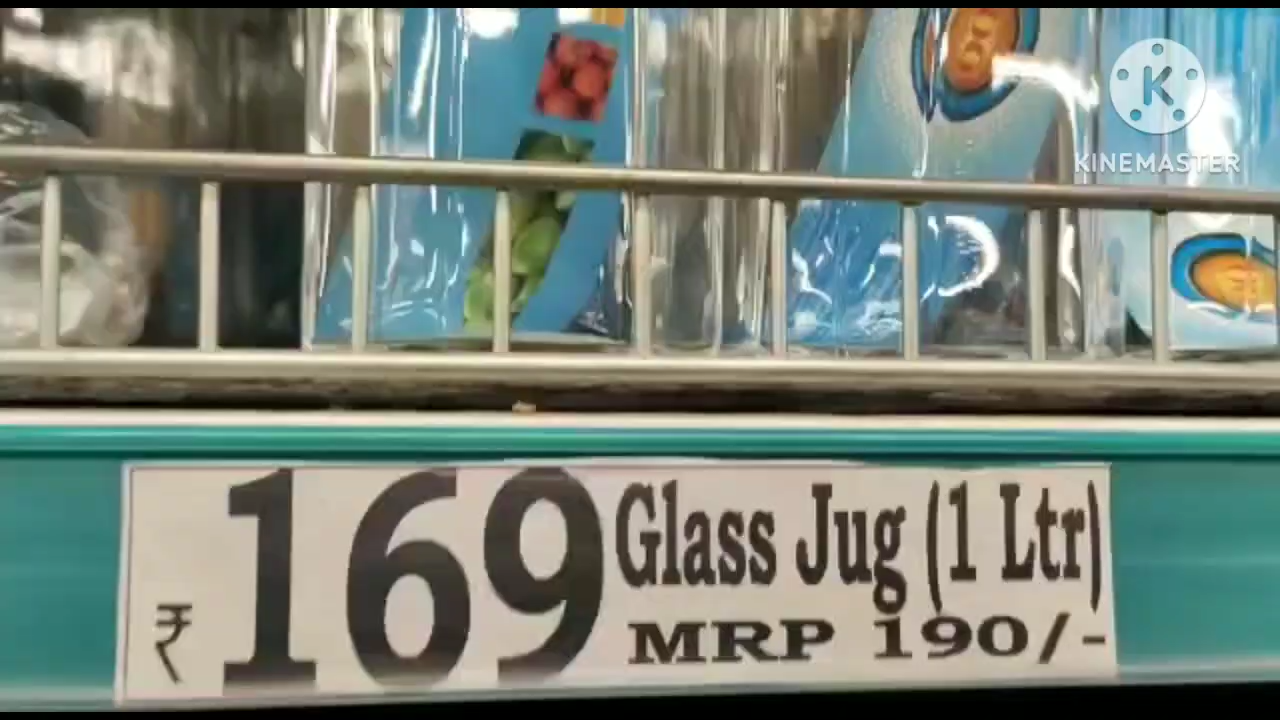 K
KINEMASTER
₹ 169 Glass Jug (1 Ltr)
MRP 190/-